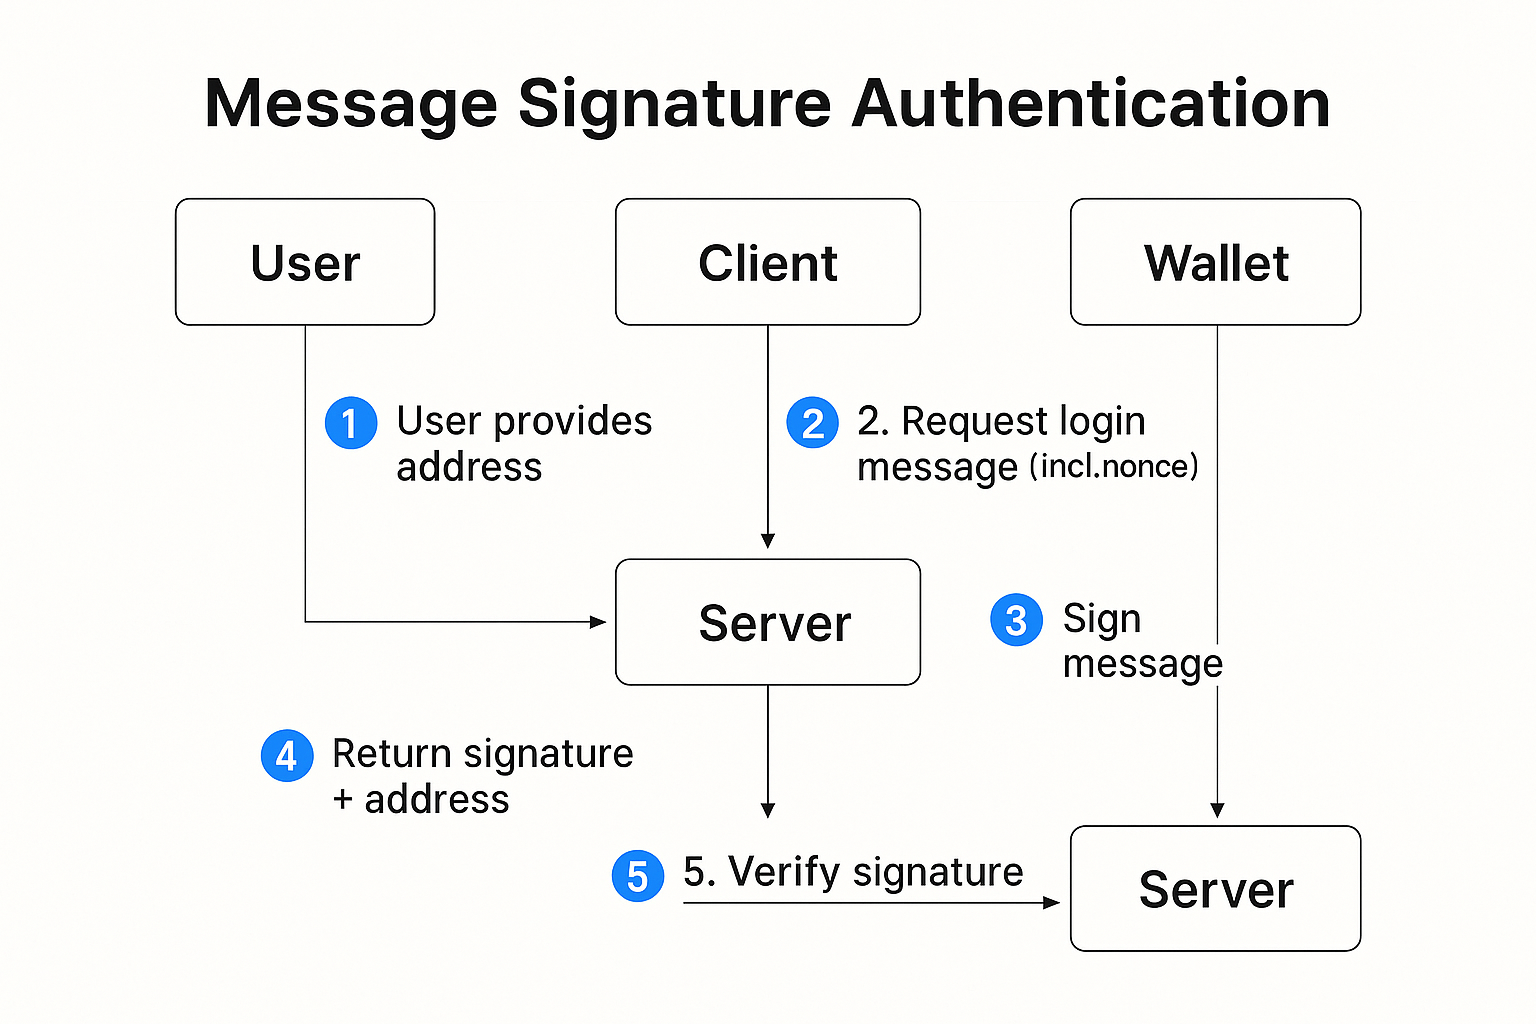 Message Signature Authentication
User
Client
Wallet
1 User provides
address
2 2. Request login
message (incl.nonce)
Server
3 Sign
message
4 Return signature
+ address
5 5. Verify signature
Server